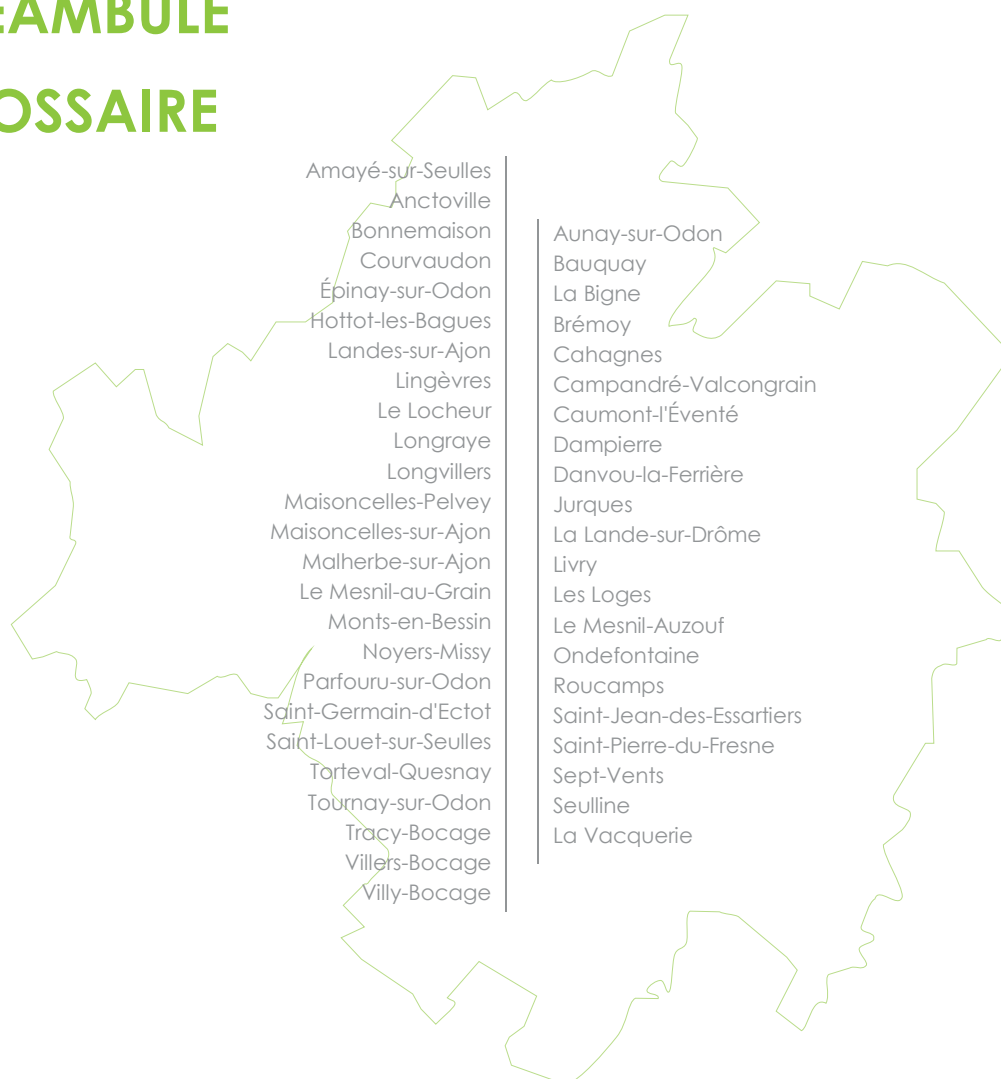 ÉAMBULE
OSSAIRE
Amayé-sur-Seulles
Anctoville
Bonnemaison
Courvaudon
Épinay-sur-Odon
Hottot-les-Bagues
Landes-sur-Ajon
Lingèvres
Le Locheur
Longraye
Longvillers
Maisoncelles-Pelvey
Maisoncelles-sur-Ajon
Malherbe-sur-Ajon
Le Mesnil-au-Grain
Monts-en-Bessin
Noyers-Missy
Parfouru-sur-Odon
Saint-Germain-d'Ectot
Saint-Louet-sur-Seulles
Torteval-Quesnay
Tournay-sur-Odon
Tracy-Bocage
Villers-Bocage
Villy-Bocage
Aunay-sur-Odon
Bauquay
La Bigne
Brémoy
Cahagnes
Campandré-Valcongrain
Caumont-l'Éventé
Dampierre
Danvou-la-Ferrière
Jurques
La Lande-sur-Drôme
Livry
Les Loges
Le Mesnil-Auzouf
Ondefontaine
Roucamps
Saint-Jean-des-Essartiers
Saint-Pierre-du-Fresne
Sept-Vents
Seulline
La Vacquerie